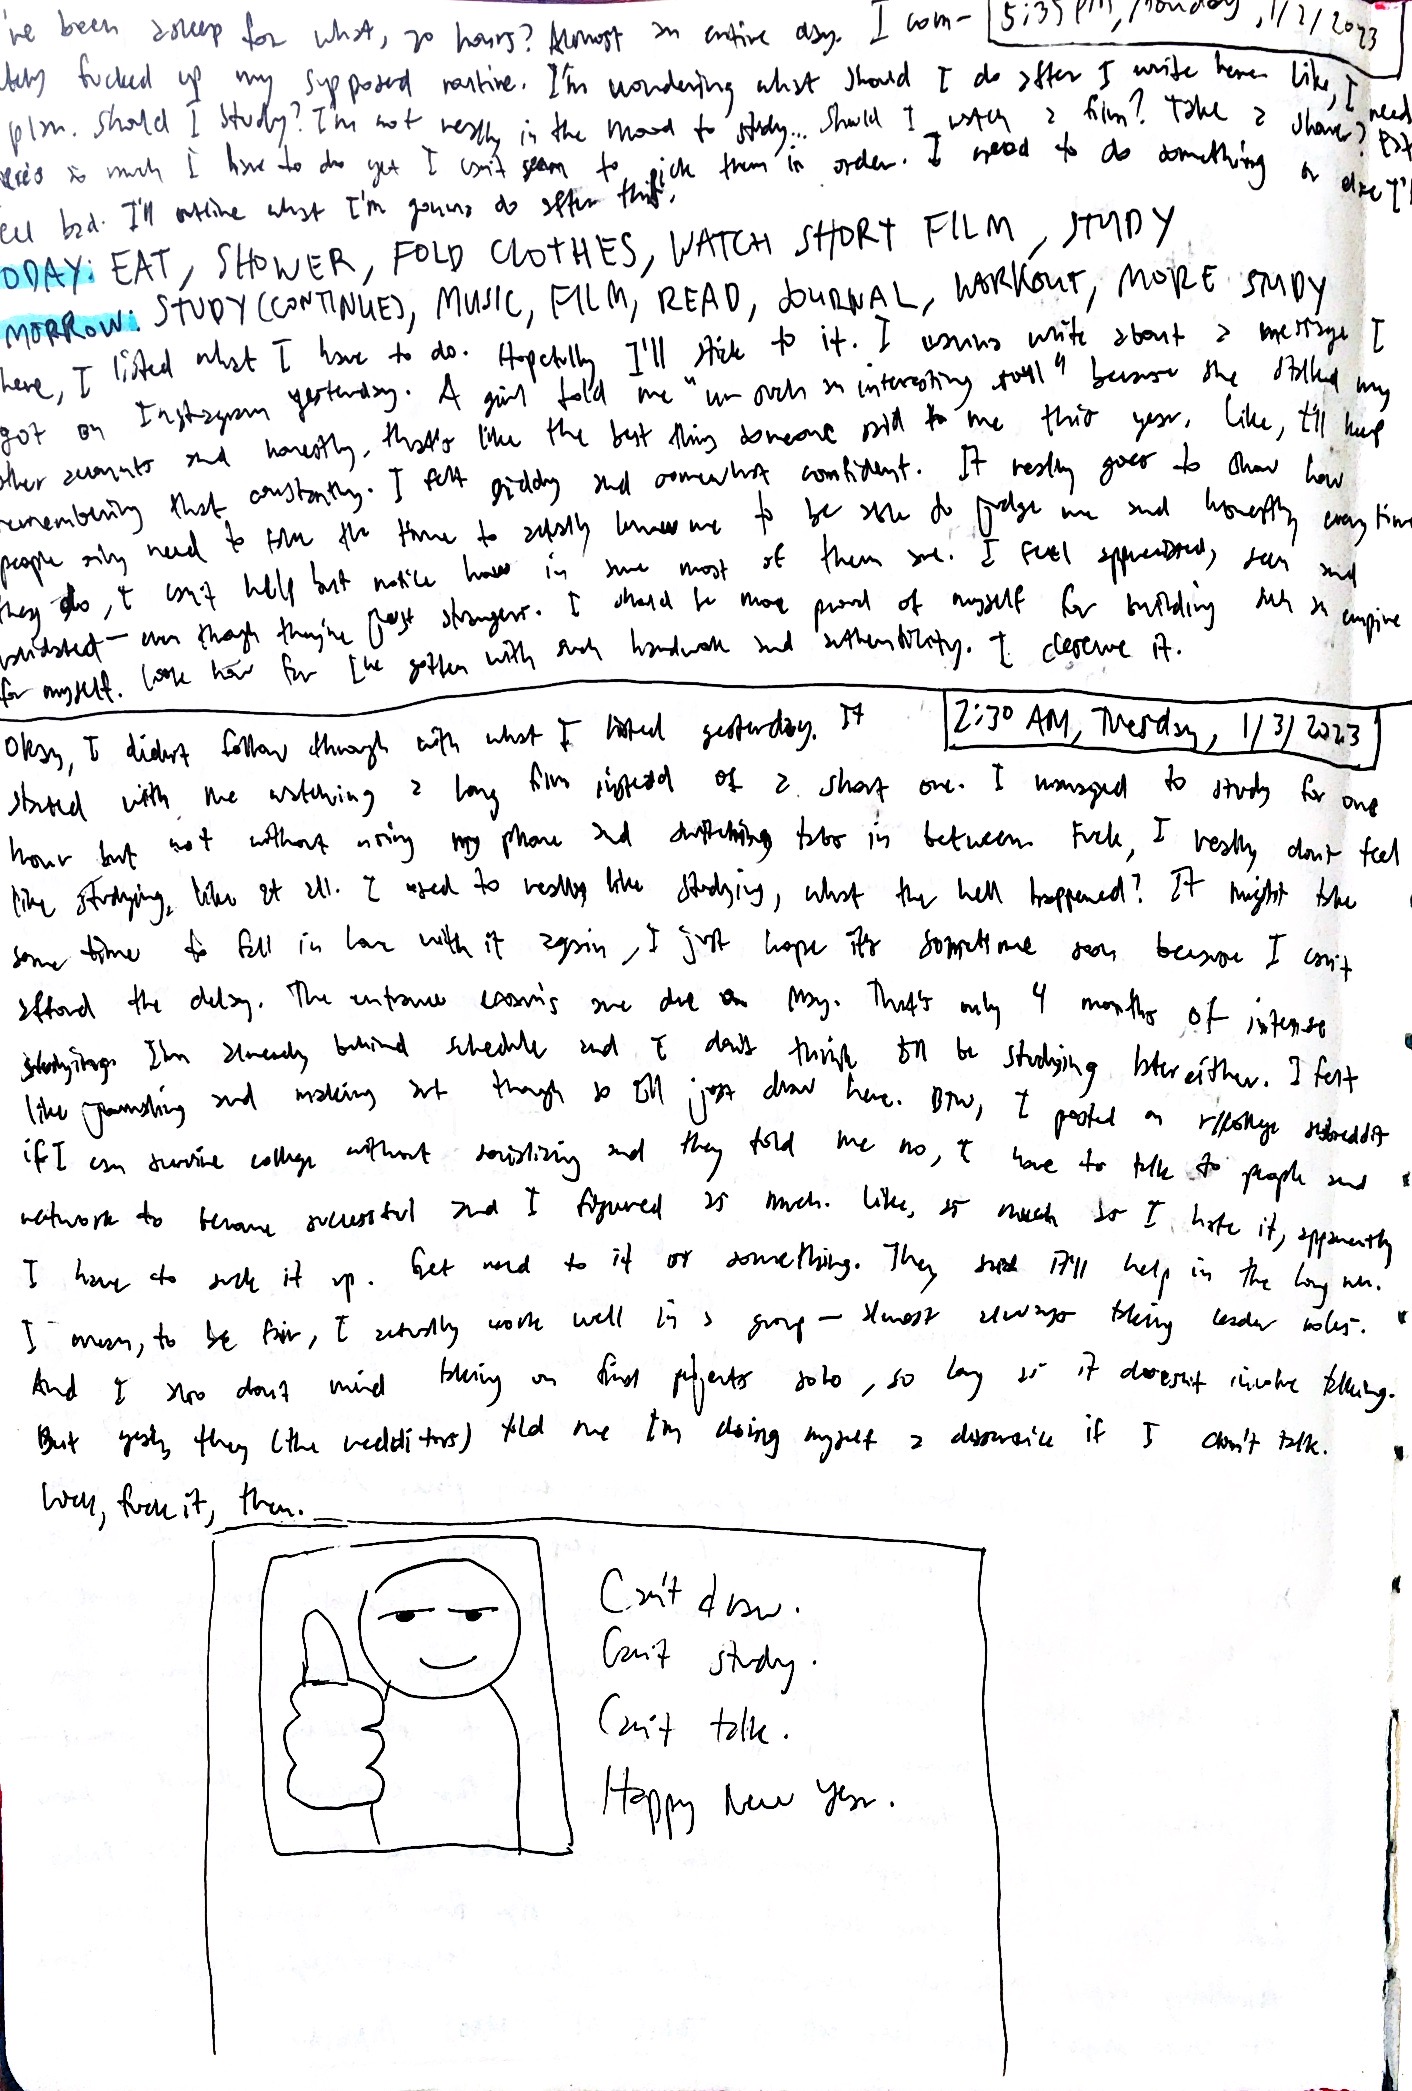 5:35 PM, Monday, 1/2/2023
've been asleep for what, 20 hours? Almost an entire day. I com-
tely fucked up my supposed routine. I'm wondering what should I do after I write here. Like, I need
plan. Should I study? I'm not really in the mood to study... Should I watch a film? Take a shower? Eat
ere's so much I have to do yet I can't seem to pick them in order. I need to do something or else I'll
eel bad. I'll outline what I'm gonna do after this.
ODAY: EAT, SHOWER, FOLD CLOTHES, WATCH SHORT FILM, STUDY
MORROW: STUDY (CONTINUE), MUSIC, FILM, READ, JOURNAL, WORKOUT, MORE STUDY
here, I listed what I have to do. Hopefully I'll stick to it. I wanna write about a message I
got on Instagram yesterday. A girl told me "ur such an interesting soul" because she stalked my
other accounts and honestly, that's like the best thing someone said to me this year. Like, I'll keep
remembering that constantly. I felt giddy and somewhat confident. It really goes to show how
people only need to take the time to actually know me to be able to judge me and honestly every time
they do, I can't help but notice how in awe most of them are. I feel appreciated, seen and
validated — even though they're just strangers. I should be more proud of myself for building such an empire
for myself. Look how far I've gotten with such hardwork and authenticity. I deserve it.
2:30 AM, Tuesday, 1/3/2023
Okay, I didn't follow through with what I listed yesterday. It
started with me watching a long film instead of a short one. I managed to study for one
hour but not without using my phone and switching tabs in between. Fuck, I really don't feel
like studying, like at all. I used to really like studying, what the hell happened? It might take
some time to fall in love with it again, I just hope it's sometime soon because I can't
afford the delay. The entrance exams are due on May. That's only 4 months of intense
studying. I'm already behind schedule and I don't think I'll be studying later either. I felt
like journaling and making art though so I'll just draw here. BTW, I posted on r/college subreddit
if I can survive college without socializing and they told me no, I have to talk to people and
network to become successful and I figured as much. Like, as much as I hate it, apparently
I have to suck it up. Get used to it or something. They said it'll help in the long run.
I mean, to be fair, I actually work well in a group — almost always taking leader roles.
And I also don't mind taking on final projects solo, so long as it doesn't involve talking.
But yeah, they (the redditors) told me I'm doing myself a disservice if I don't talk.
Well, fuck it, then.
Can't draw.
Can't study.
Can't talk.
Happy New Year.